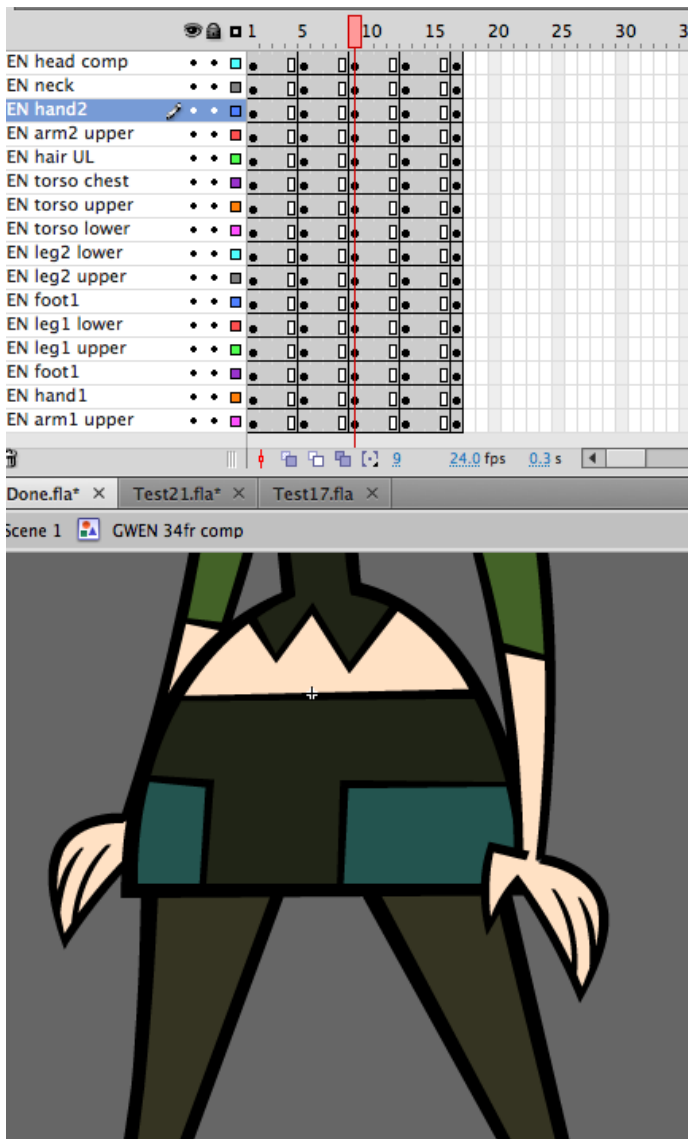 1 5 10 15 20 25 30 3
EN head comp
EN neck
EN hand2
EN arm2 upper
EN hair UL
EN torso chest
EN torso upper
EN torso lower
EN leg2 lower
EN leg2 upper
EN foot1
EN leg1 lower
EN leg1 upper
EN foot1
EN hand1
EN arm1 upper
9 24.0 fps 0.3 s
Done.fla* × Test21.fla* × Test17.fla ×
Scene 1 GWEN 34fr comp